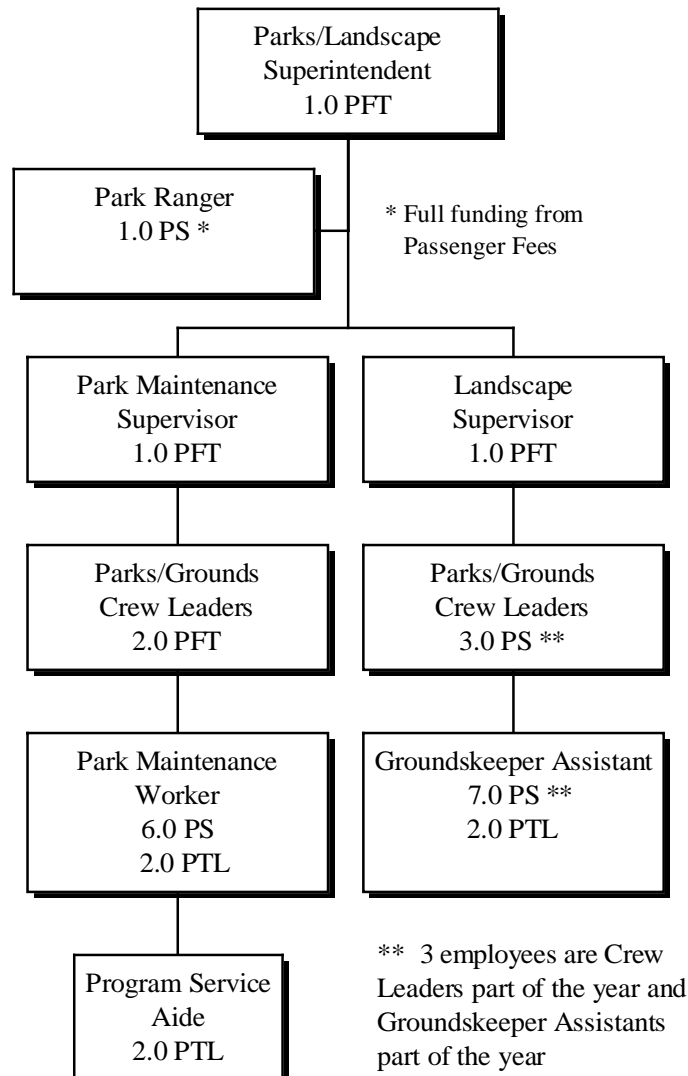 Parks/Landscape
Superintendent
1.0 PFT
Park Ranger
1.0 PS *
* Full funding from
Passenger Fees
Park Maintenance
Supervisor
1.0 PFT
Landscape
Supervisor
1.0 PFT
Parks/Grounds
Crew Leaders
2.0 PFT
Parks/Grounds
Crew Leaders
3.0 PS **
Park Maintenance
Worker
6.0 PS
2.0 PTL
Groundskeeper Assistant
7.0 PS **
2.0 PTL
Program Service
Aide
2.0 PTL
** 3 employees are Crew
Leaders part of the year and
Groundskeeper Assistants
part of the year